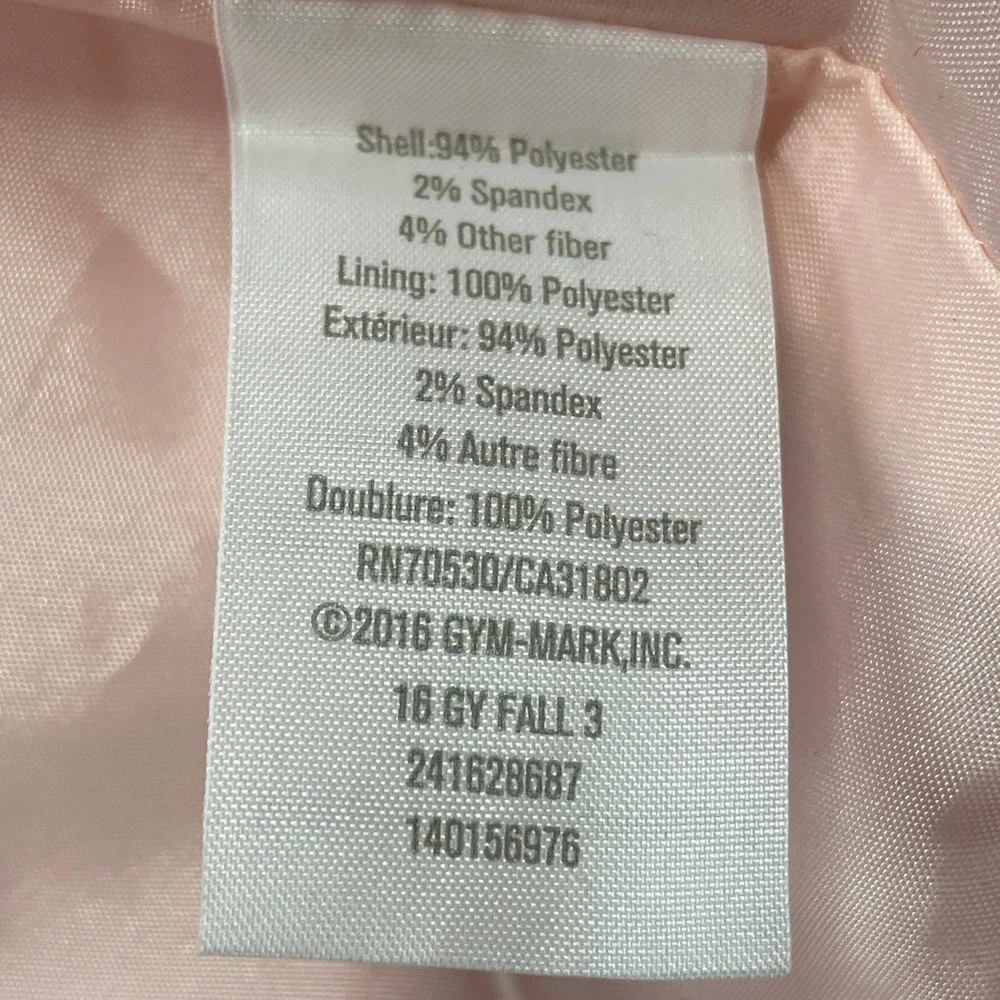 Shell:94% Polyester
2% Spandex
4% Other fiber
Lining: 100% Polyester
Extérieur: 94% Polyester
2% Spandex
4% Autre fibre
Doublure: 100% Polyester
RN70530/CA31802
©2016 GYM-MARK,INC.
16 GY FALL 3
241628687
140156976